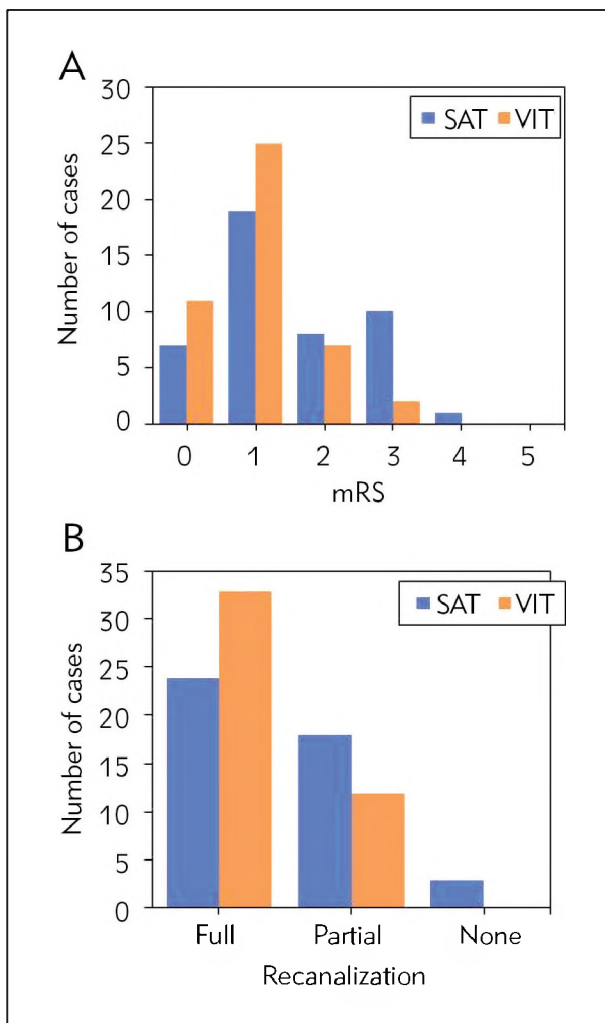 A
30
25
20
15
10
5
0
Number of cases
SAT VIT
0 1 2 3 4 5
mRS
B
35
30
25
20
15
10
5
0
Number of cases
SAT VIT
Full Partial None
Recanalization